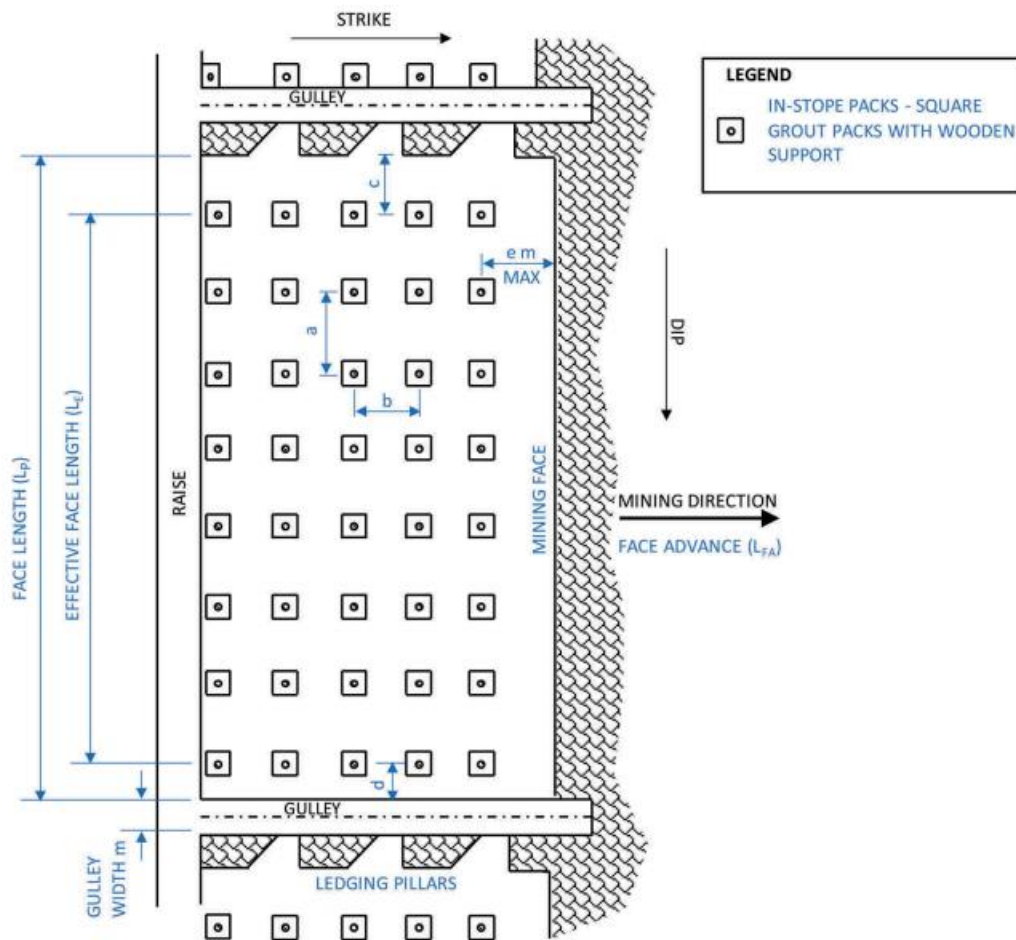 STRIKE
LEGEND
IN-STOPE PACKS - SQUARE
GROUT PACKS WITH WOODEN
SUPPORT
GULLEY
c
e m
MAX
a
b
DIP
FACE LENGTH (LP)
EFFECTIVE FACE LENGTH (LE)
RAISE
MINING FACE
MINING DIRECTION
FACE ADVANCE (LFA)
d
GULLEY
GULLEY
WIDTH m
LEDGING PILLARS